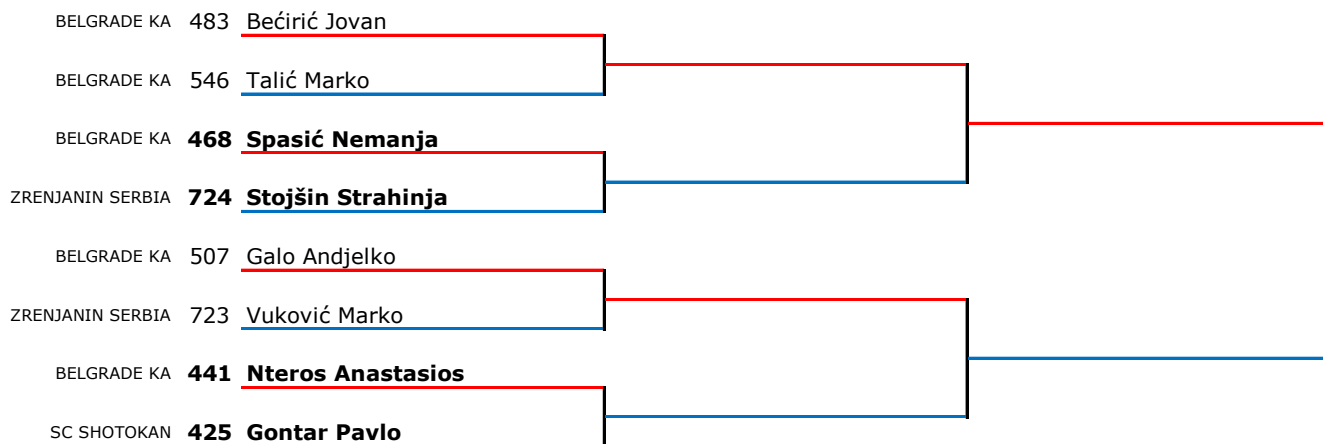 BELGRADE KA 483 Bećirić Jovan
BELGRADE KA 546 Talić Marko
BELGRADE KA 468 Spasić Nemanja
ZRENJANIN SERBIA 724 Stojšin Strahinja
BELGRADE KA 507 Galo Andjelko
ZRENJANIN SERBIA 723 Vuković Marko
BELGRADE KA 441 Nteros Anastasios
SC SHOTOKAN 425 Gontar Pavlo